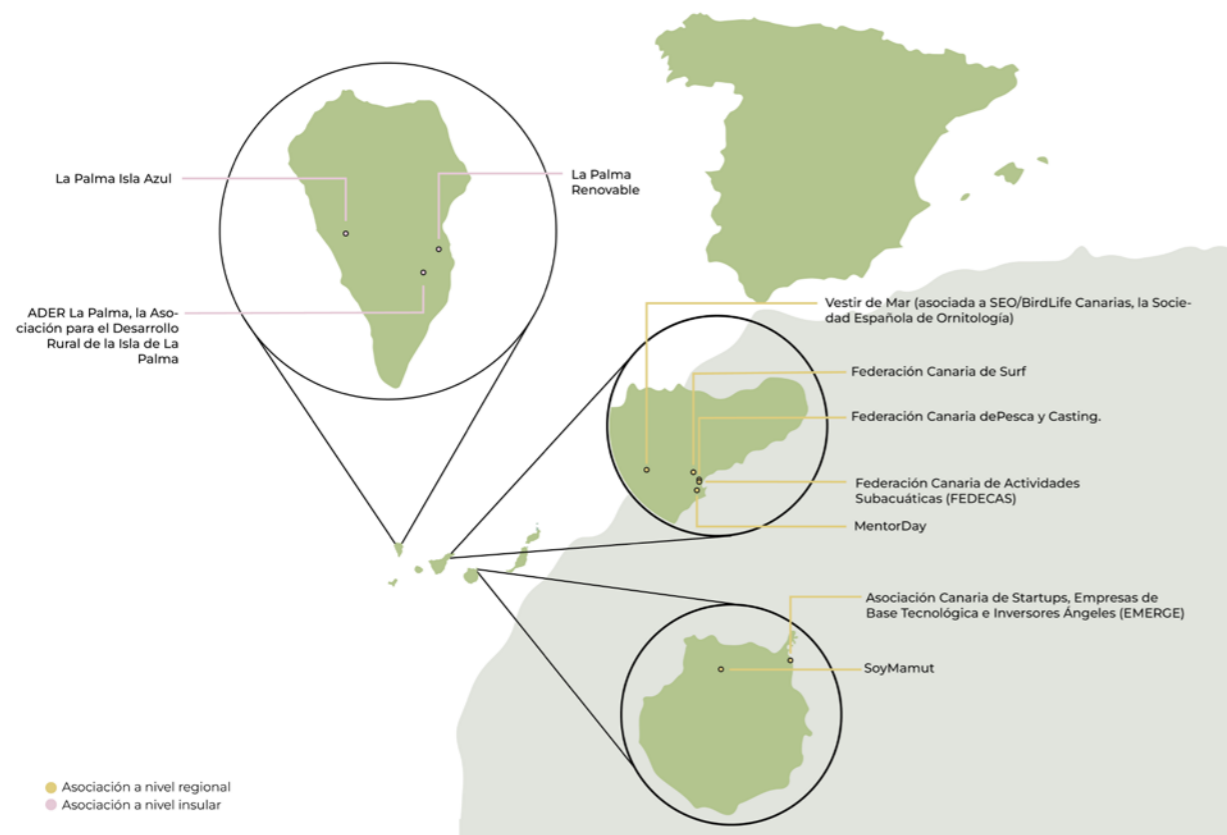 La Palma Isla Azul
La Palma
Renovable
ADER La Palma, la Aso-
ciación para el Desarrollo
Rural de la Isla de La
Palma
Vestir de Mar (asociada a SEO/BirdLife Canarias, la Socie-
dad Española de Ornitología)
Federación Canaria de Surf
Federación Canaria dePesca y Casting.
Federación Canaria de Actividades
Subacuáticas (FEDECAS)
MentorDay
Asociación Canaria de Startups, Empresas de
Base Tecnológica e Inversores Ángeles (EMERGE)
SoyMamut
Asociación a nivel regional
Asociación a nivel insular